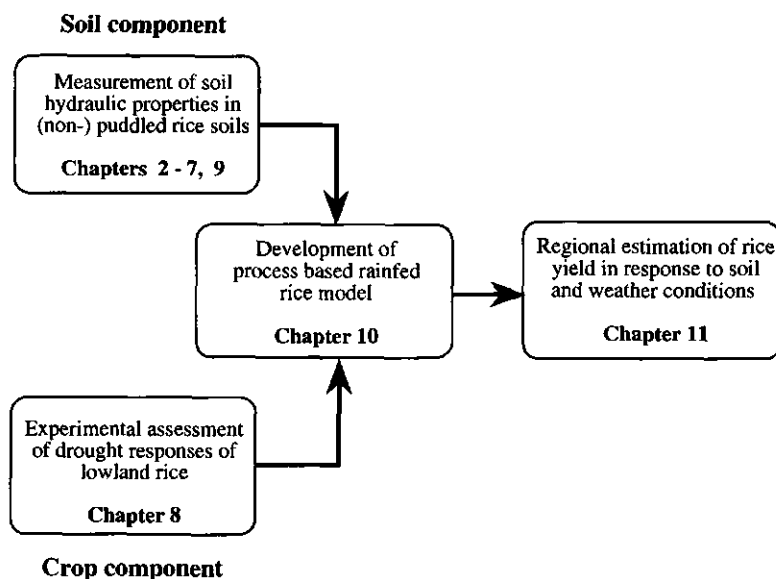 Soil component
Measurement of soil
hydraulic properties in
(non-) puddled rice soils
Chapters 2 - 7, 9
Development of
process based rainfed
rice model
Chapter 10
Regional estimation of rice
yield in response to soil
and weather conditions
Chapter 11
Experimental assessment
of drought responses of
lowland rice
Chapter 8
Crop component